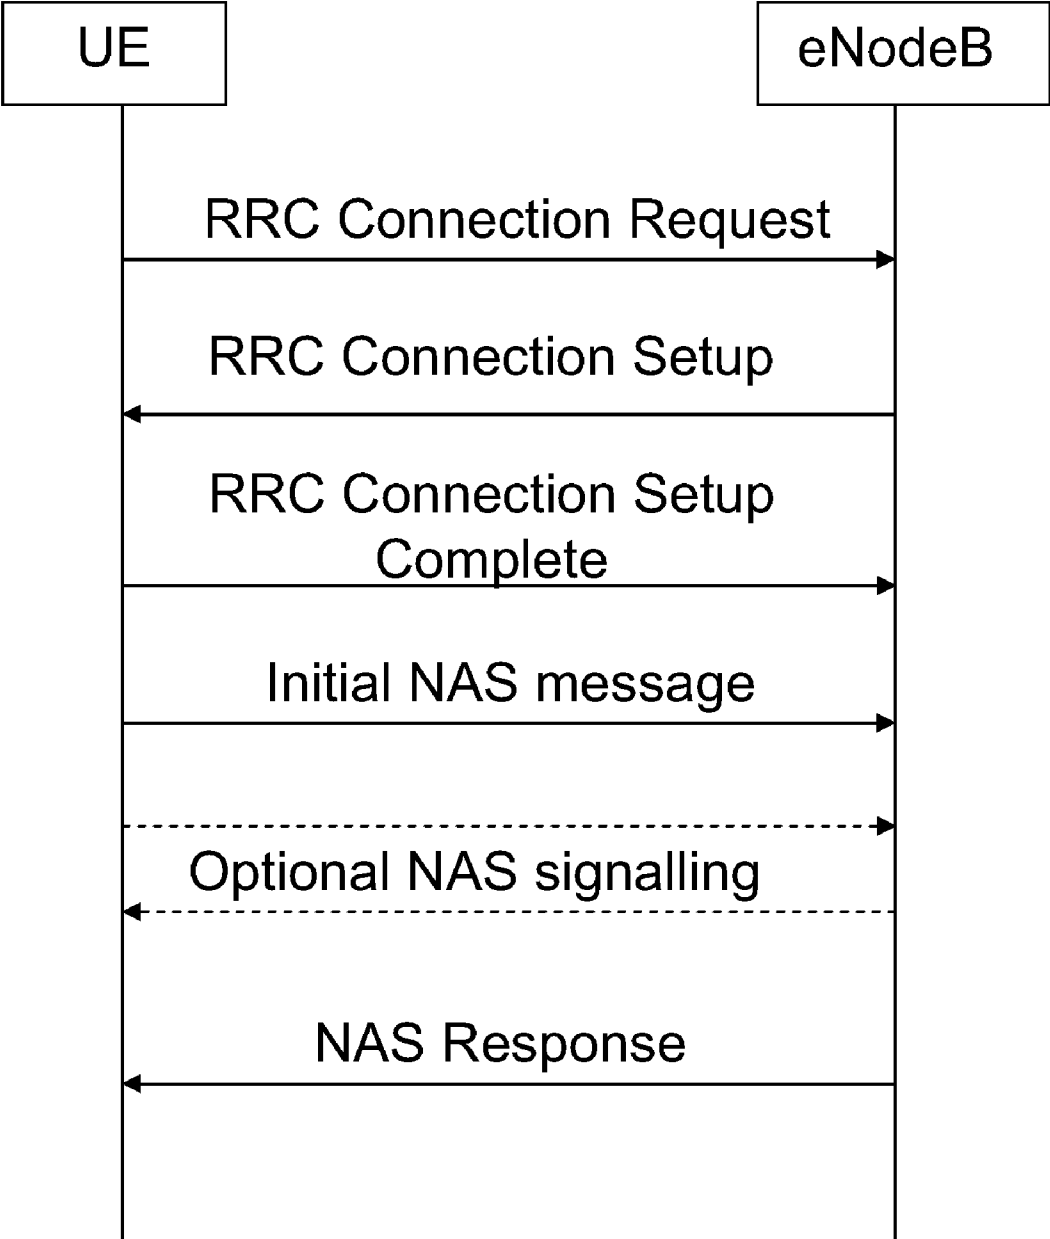 UE
eNodeB
RRC Connection Request
RRC Connection Setup
RRC Connection Setup
Complete
Initial NAS message
Optional NAS signalling
NAS Response